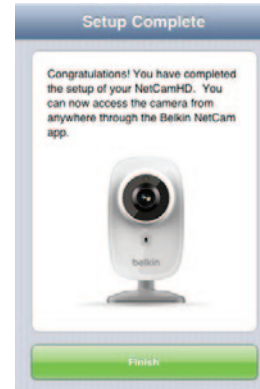 Setup Complete
Congratulations! You have completed
the setup of your NetCamHD. You
can now access the camera from
anywhere through the Belkin NetCam
app.
belkin
Finish